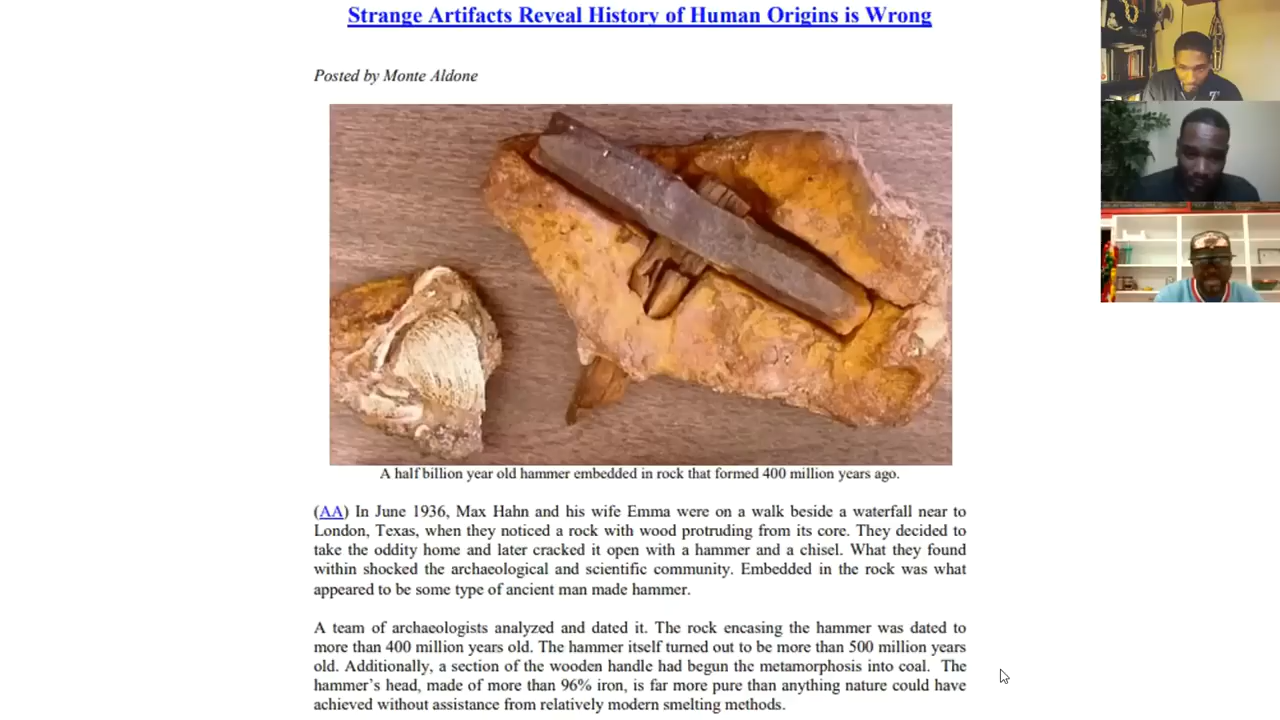 Strange Artifacts Reveal History of Human Origins is Wrong
Posted by Monte Aldone
A half billion year old hammer embedded in rock that formed 400 million years ago.
(AA) In June 1936, Max Hahn and his wife Emma were on a walk beside a waterfall near to
London, Texas, when they noticed a rock with wood protruding from its core. They decided to
take the oddity home and later cracked it open with a hammer and a chisel. What they found
within shocked the archaeological and scientific community. Embedded in the rock was what
appeared to be some type of ancient man made hammer.
A team of archaeologists analyzed and dated it. The rock encasing the hammer was dated to
more than 400 million years old. The hammer itself turned out to be more than 500 million years
old. Additionally, a section of the wooden handle had begun the metamorphosis into coal. The
hammer's head, made of more than 96% iron, is far more pure than anything nature could have
achieved without assistance from relatively modern smelting methods.